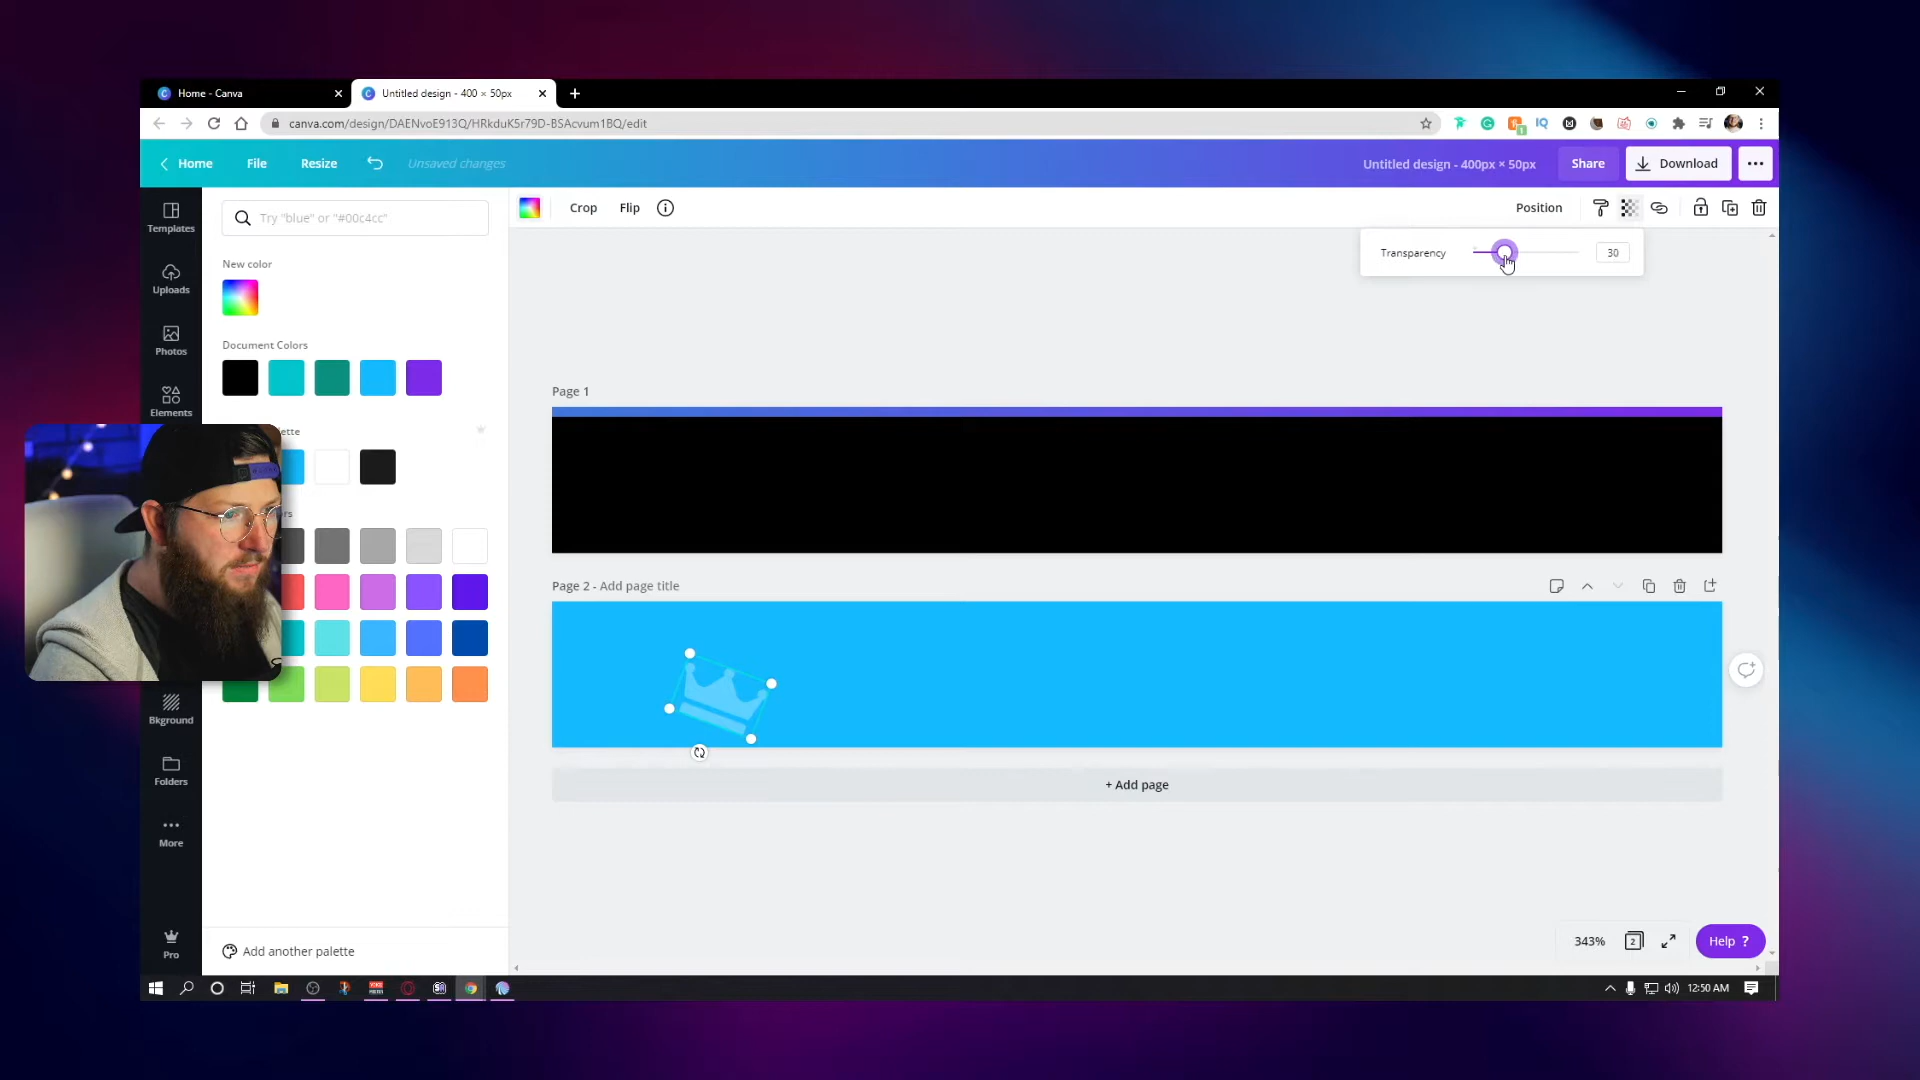 Home - Canva
Untitled design - 400 × 50px
canva.com/design/DAENvoE913Q/HRkduK5r79D-BSAcvum1BQ/edit
Home
File
Resize
Unsaved changes
Untitled design - 400px × 50px
Share
Download
Templates
Uploads
Photos
Elements
Bkground
Folders
More
Pro
Try "blue" or "#00c4cc"
New color
Document Colors
Add another palette
Crop
Flip
Position
Transparency
30
Page 1
Page 2 - Add page title
+ Add page
343%
2
Help ?
12:50 AM